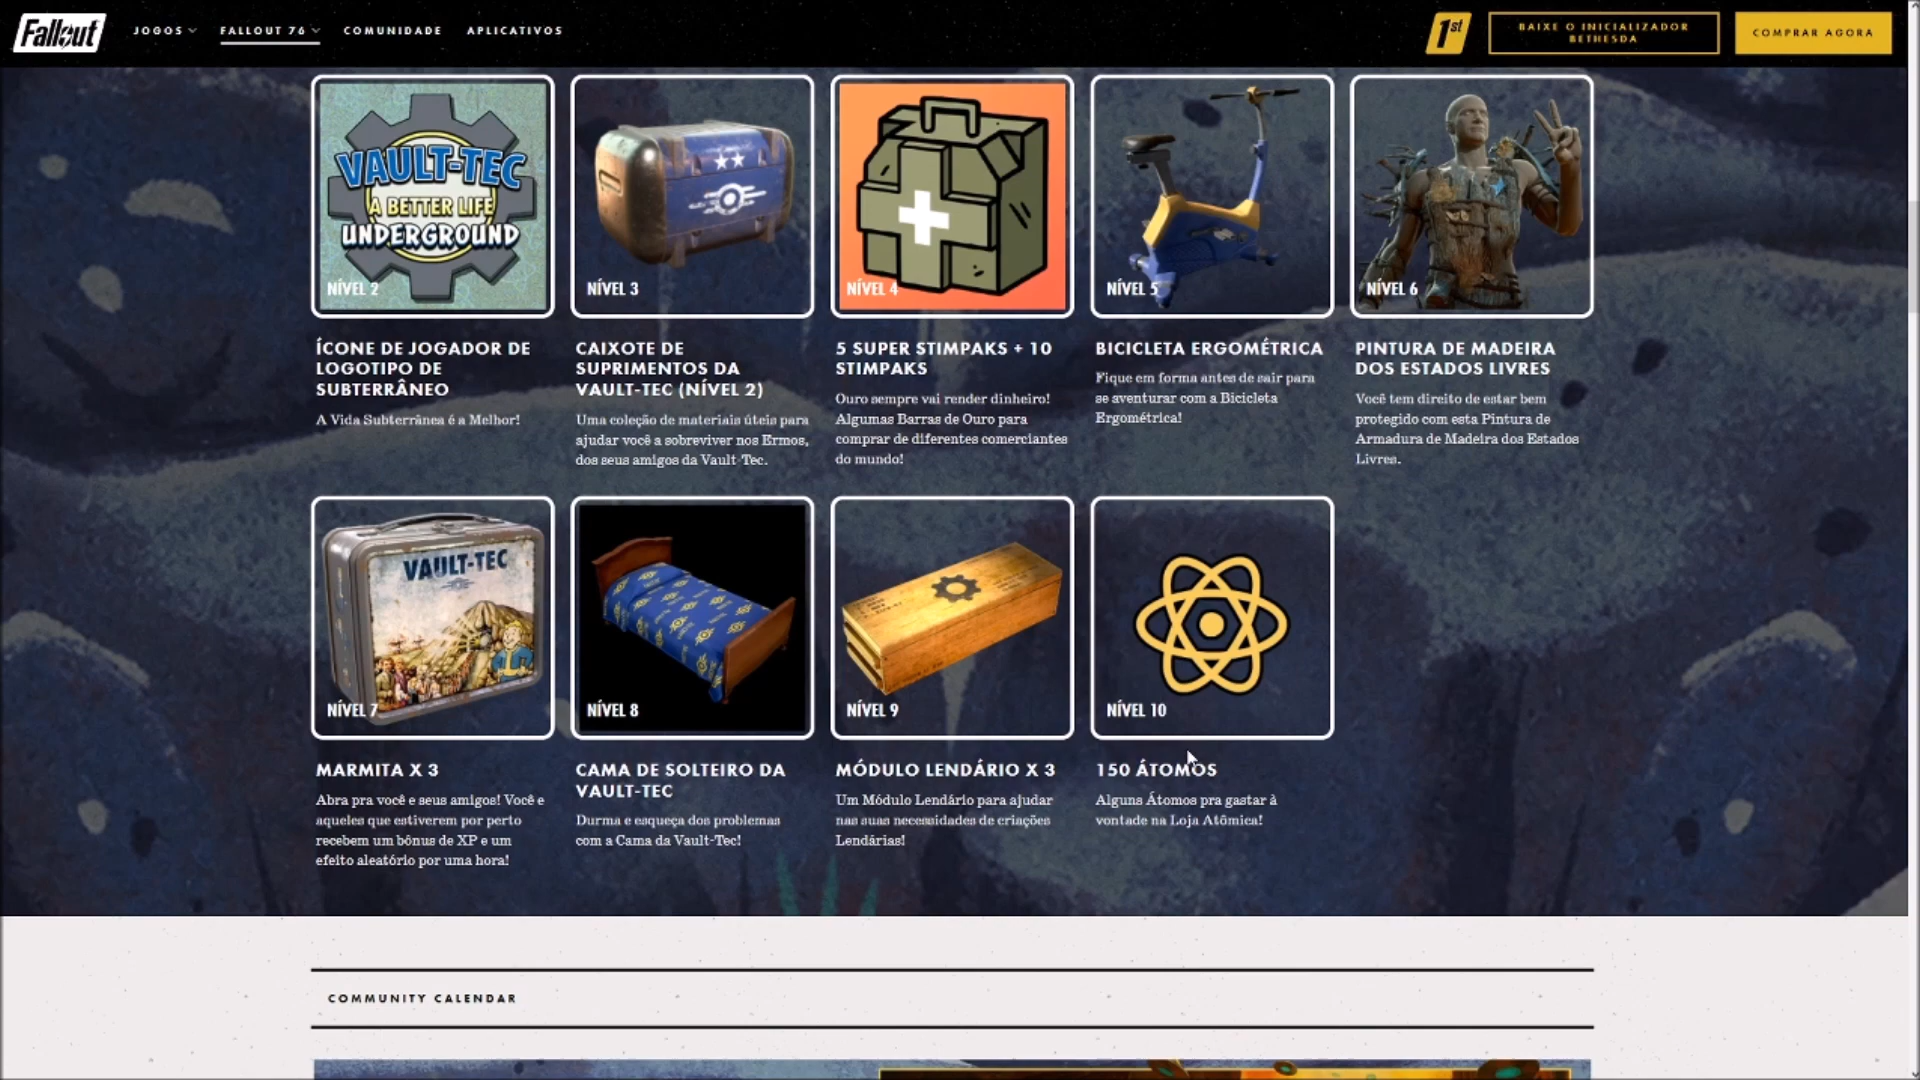 Fallout
JOGOS
FALLOUT 76
COMUNIDADE
APLICATIVOS
1st
BAIXE O INICIALIZADOR
BETHESDA
COMPRAR AGORA
VAULT-TEC
A BETTER LIFE
UNDERGROUND
NÍVEL 2
NÍVEL 3
NÍVEL 4
NÍVEL 5
NÍVEL 6
ÍCONE DE JOGADOR DE
LOGOTIPO DE
SUBTERRÂNEO
A Vida Subterrânea é a Melhor!
CAIXOTE DE
SUPRIMENTOS DA
VAULT-TEC (NÍVEL 2)
Uma coleção de materiais úteis para
ajudar você a sobreviver nos Ermos,
dos seus amigos da Vault-Tec.
5 SUPER STIMPAKS + 10
STIMPAKS
Ouro sempre vai render dinheiro!
Algumas Barras de Ouro para
comprar de diferentes comerciantes
do mundo!
BICICLETA ERGOMÉTRICA
Fique em forma antes de sair para
se aventurar com a Bicicleta
Ergométrica!
PINTURA DE MADEIRA
DOS ESTADOS LIVRES
Você tem direito de estar bem
protegido com esta Pintura de
Armadura de Madeira dos Estados
Livres.
VAULT-TEC
NÍVEL 7
NÍVEL 8
NÍVEL 9
NÍVEL 10
MARMITA X 3
Abra pra você e seus amigos! Você e
aqueles que estiverem por perto
recebem um bônus de XP e um
efeito aleatório por uma hora!
CAMA DE SOLTEIRO DA
VAULT-TEC
Durma e esqueça dos problemas
com a Cama da Vault-Tec!
MÓDULO LENDÁRIO X 3
Um Módulo Lendário para ajudar
nas suas necessidades de criações
Lendárias!
150 ÁTOMOS
Alguns Átomos pra gastar à
vontade na Loja Atômica!
COMMUNITY CALENDAR